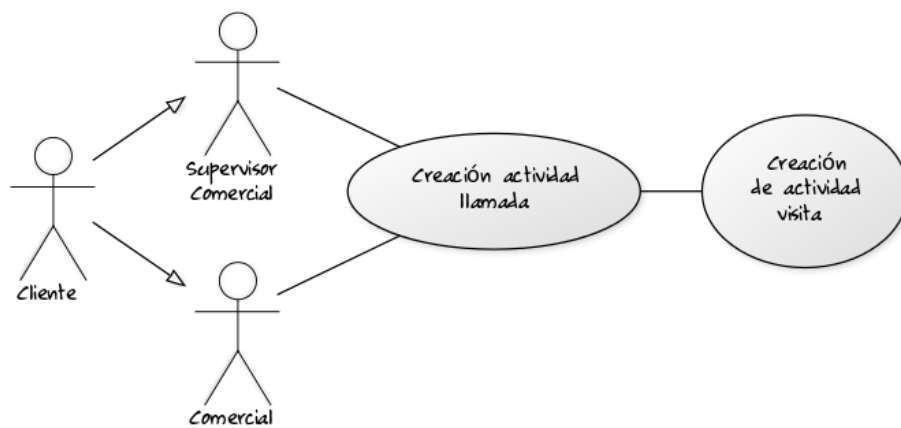 Supervisor
Comercial
Cliente
Comercial
Creación actividad
llamada
Creación
de actividad
visita